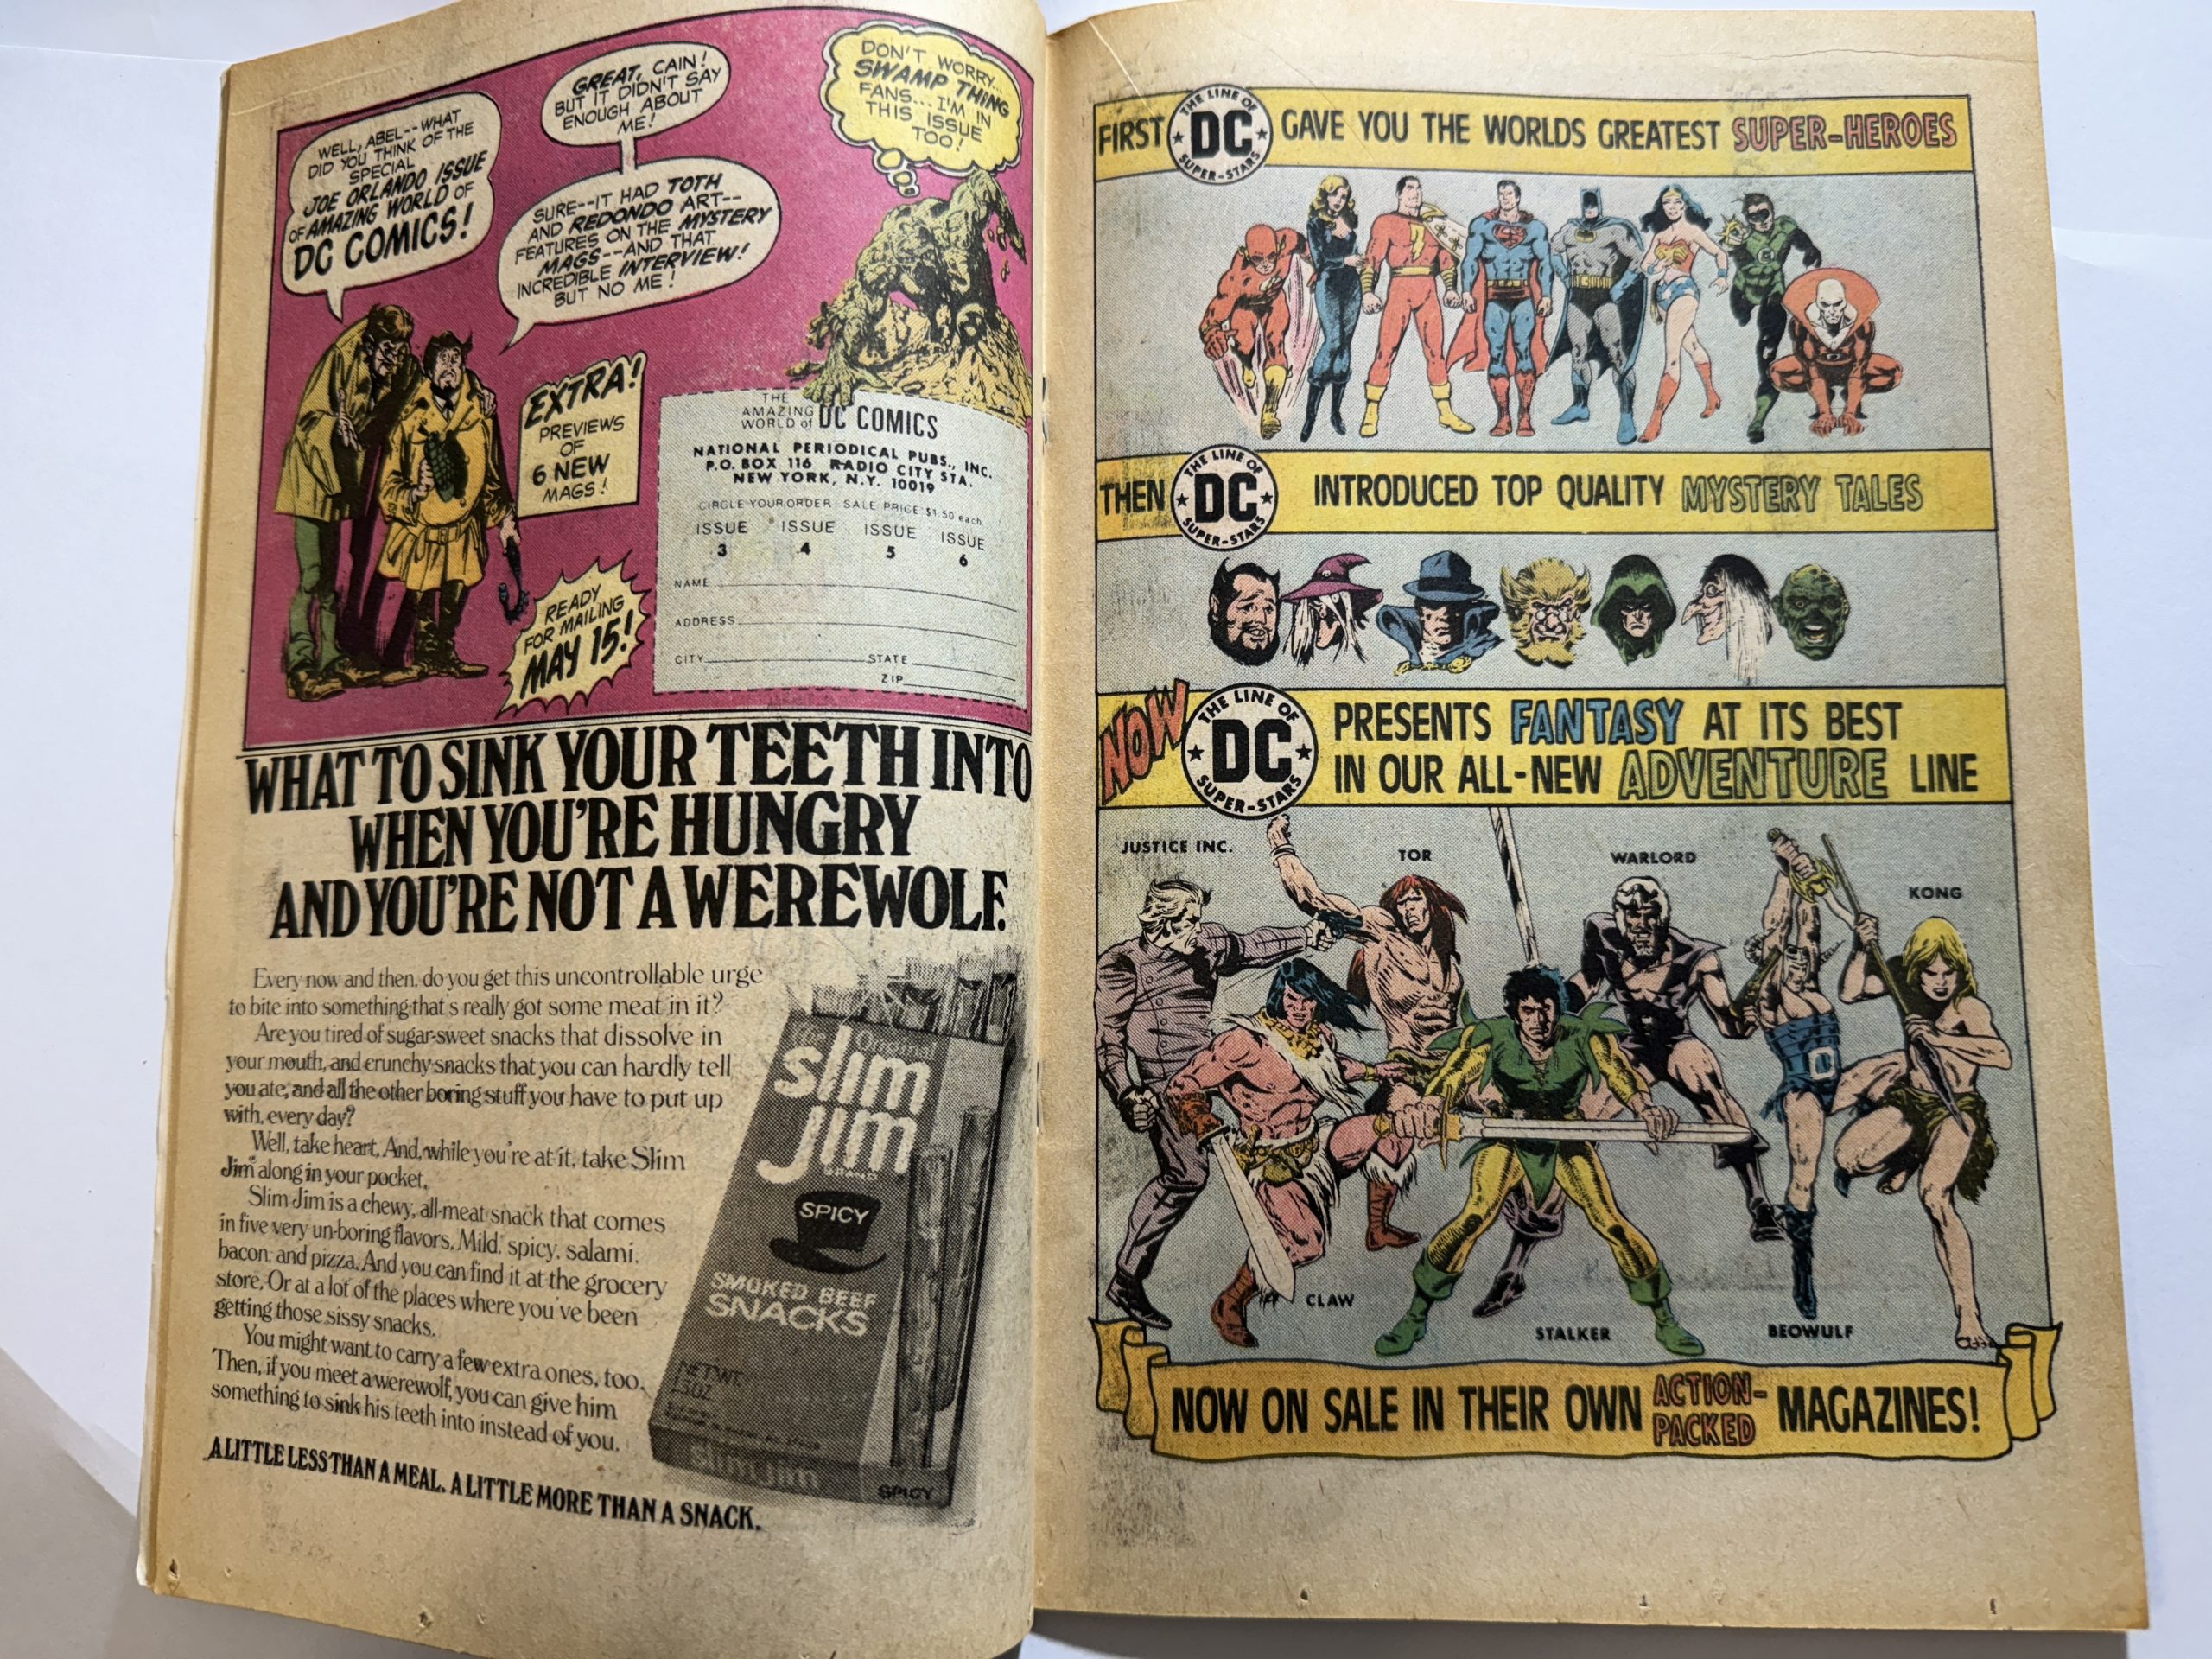 WELL, ABEL--WHAT
DID YOU THINK OF THE
SPECIAL
JOE ORLANDO ISSUE
OF AMAZING WORLD OF
DC COMICS!
GREAT, CAIN!
BUT IT DIDN'T SAY
ENOUGH ABOUT
ME!
SURE--IT HAD TOTH
AND REDONDO ART--
FEATURES ON THE MYSTERY
MAGS--AND THAT
INCREDIBLE INTERVIEW!
BUT NO ME!
DON'T WORRY...
SWAMP THING
FANS... I'M IN
THIS ISSUE
TOO!
EXTRA!
PREVIEWS
OF
6 NEW
MAGS!
READY
FOR MAILING
MAY 15!
THE
AMAZING
WORLD of DC COMICS
NATIONAL PERIODICAL PUBS., INC.
P.O. BOX 116 RADIO CITY STA.
NEW YORK, N.Y. 10019
CIRCLE YOUR ORDER SALE PRICE: $1.50 each
ISSUE ISSUE ISSUE ISSUE
3 4 5 6
NAME
ADDRESS
CITY STATE
ZIP
WHAT TO SINK YOUR TEETH INTO
WHEN YOU'RE HUNGRY
AND YOU'RE NOT A WEREWOLF.
Every now and then, do you get this uncontrollable urge
to bite into something that's really got some meat in it?
Are you tired of sugar-sweet snacks that dissolve in
your mouth, and crunchy snacks that you can hardly tell
you ate, and all the other boring stuff you have to put up
with, every day?
Well, take heart. And, while you're at it, take Slim
Jim along in your pocket.
Slim Jim is a chewy, all-meat snack that comes
in five very un-boring flavors. Mild, spicy, salami,
bacon, and pizza. And you can find it at the grocery
store. Or at a lot of the places where you've been
getting those sissy snacks.
You might want to carry a few extra ones, too.
Then, if you meet a werewolf, you can give him
something to sink his teeth into instead of you.
A LITTLE LESS THAN A MEAL. A LITTLE MORE THAN A SNACK.
Original
slim
jim
SPICY
SMOKED BEEF
SNACKS
NET WT.
slim jim
SPICY
FIRST THE LINE OF DC SUPER-STARS GAVE YOU THE WORLDS GREATEST SUPER-HEROES
THEN THE LINE OF DC SUPER-STARS INTRODUCED TOP QUALITY MYSTERY TALES
NOW THE LINE OF DC SUPER-STARS PRESENTS FANTASY AT ITS BEST
IN OUR ALL-NEW ADVENTURE LINE
JUSTICE INC.
TOR
WARLORD
KONG
CLAW
STALKER
BEOWULF
NOW ON SALE IN THEIR OWN ACTION-PACKED MAGAZINES!